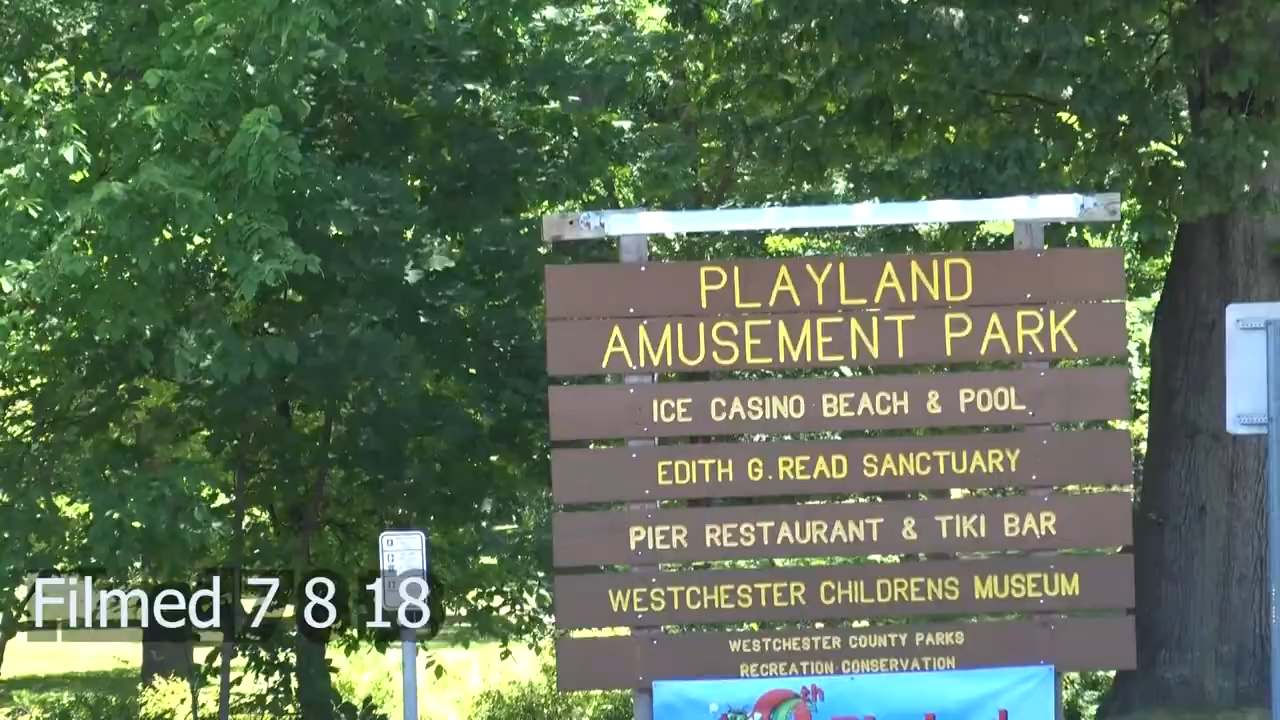 PLAYLAND
AMUSEMENT PARK
ICE CASINO BEACH & POOL
EDITH G. READ SANCTUARY
PIER RESTAURANT & TIKI BAR
WESTCHESTER CHILDRENS MUSEUM
WESTCHESTER COUNTY PARKS
RECREATION·CONSERVATION
th
Filmed 7 8 18